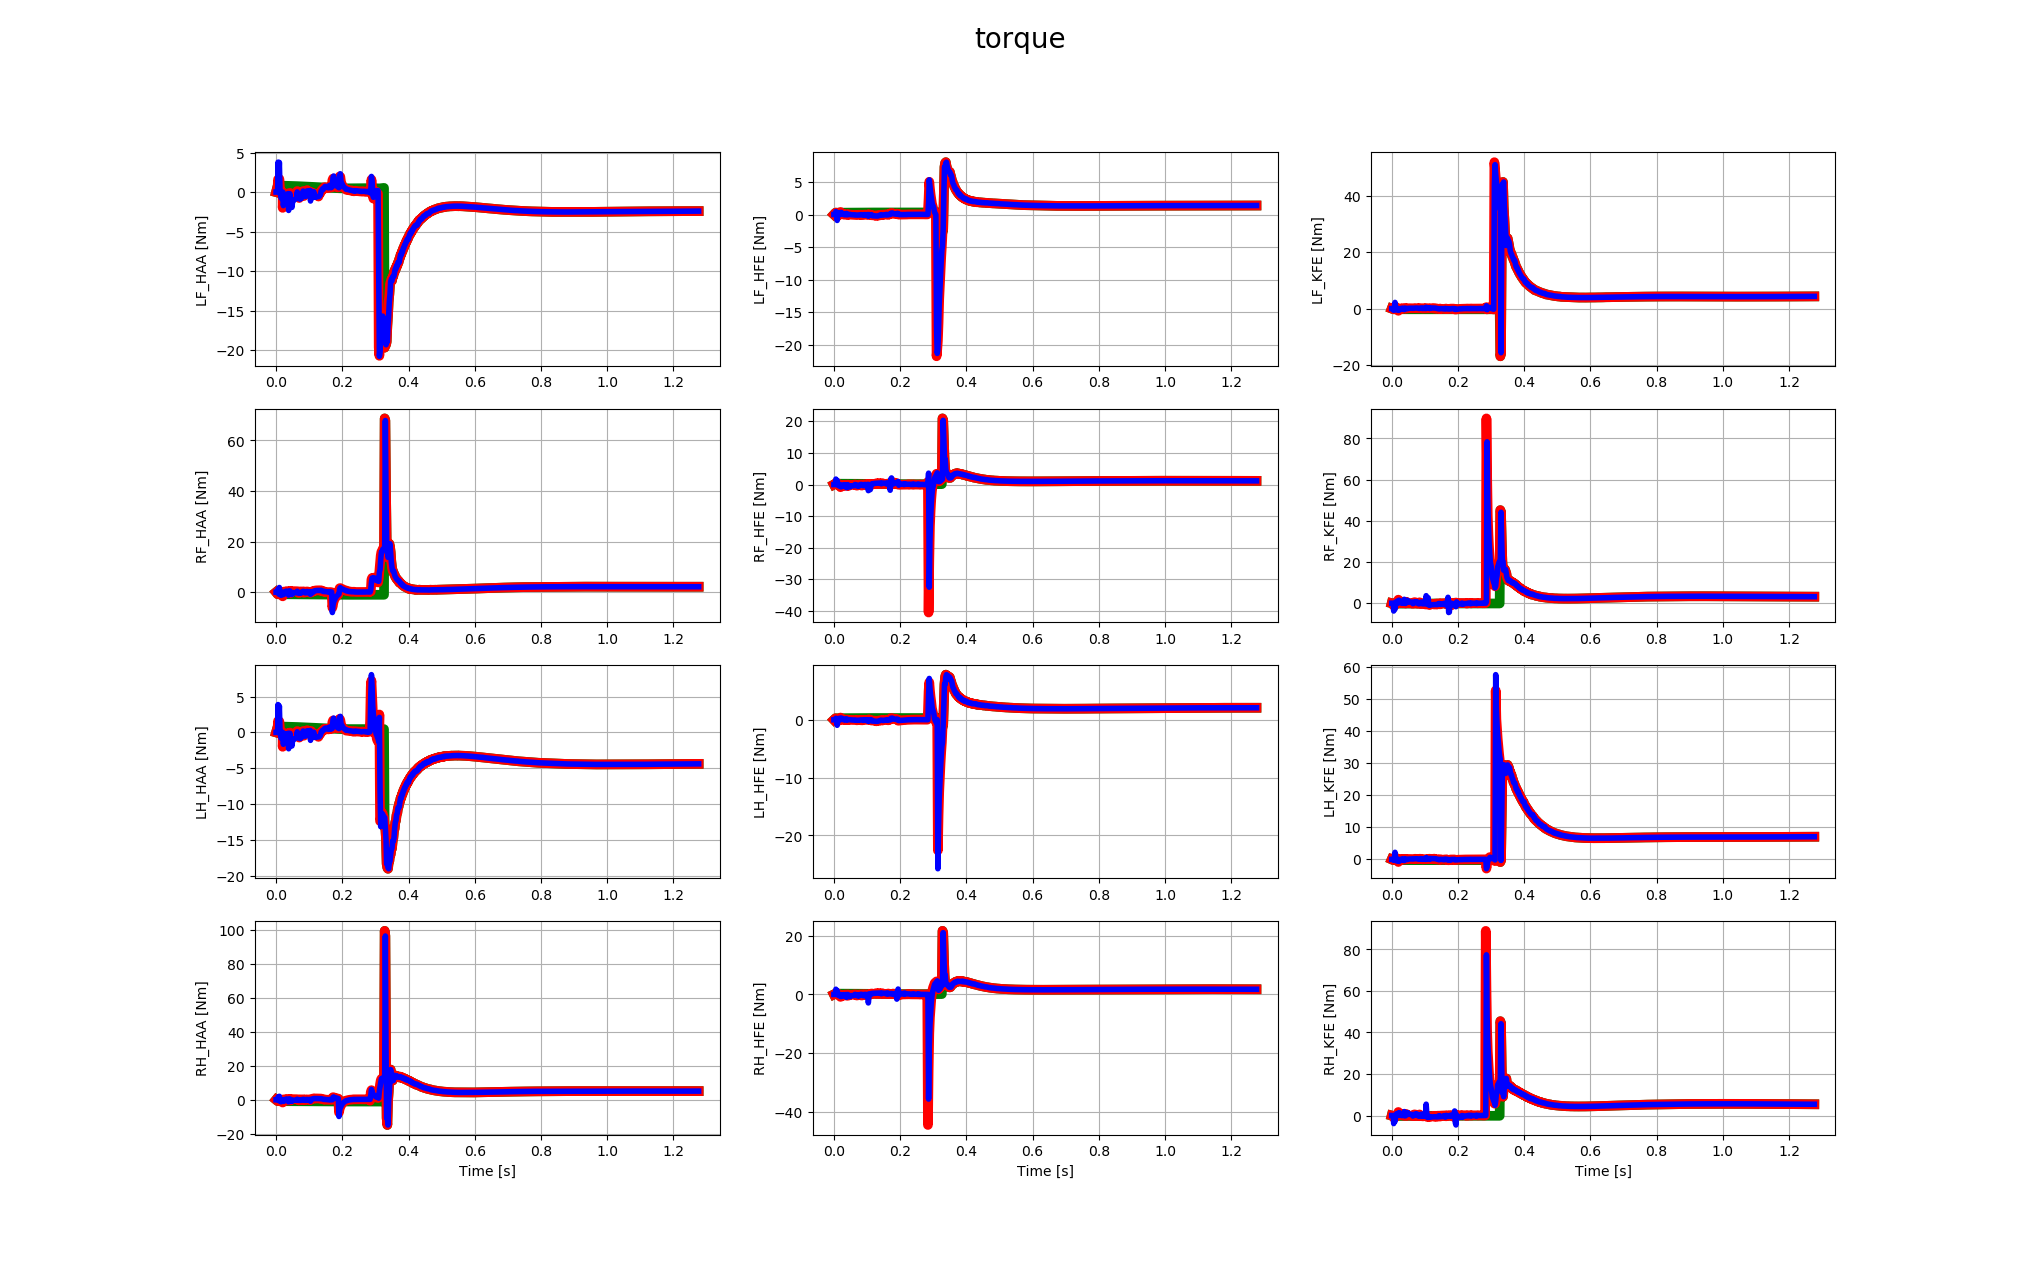 torque
LF_HAA [Nm]
5
0
−5
−10
−15
−20
0.0 0.2 0.4 0.6 0.8 1.0 1.2
LF_HFE [Nm]
5
0
−5
−10
−15
−20
0.0 0.2 0.4 0.6 0.8 1.0 1.2
LF_KFE [Nm]
40
20
0
−20
0.0 0.2 0.4 0.6 0.8 1.0 1.2
RF_HAA [Nm]
60
40
20
0
0.0 0.2 0.4 0.6 0.8 1.0 1.2
RF_HFE [Nm]
20
10
0
−10
−20
−30
−40
0.0 0.2 0.4 0.6 0.8 1.0 1.2
RF_KFE [Nm]
80
60
40
20
0
0.0 0.2 0.4 0.6 0.8 1.0 1.2
LH_HAA [Nm]
5
0
−5
−10
−15
−20
0.0 0.2 0.4 0.6 0.8 1.0 1.2
LH_HFE [Nm]
0
−10
−20
0.0 0.2 0.4 0.6 0.8 1.0 1.2
LH_KFE [Nm]
60
50
40
30
20
10
0
0.0 0.2 0.4 0.6 0.8 1.0 1.2
RH_HAA [Nm]
100
80
60
40
20
0
−20
0.0 0.2 0.4 0.6 0.8 1.0 1.2
Time [s]
RH_HFE [Nm]
20
0
−20
−40
0.0 0.2 0.4 0.6 0.8 1.0 1.2
Time [s]
RH_KFE [Nm]
80
60
40
20
0
0.0 0.2 0.4 0.6 0.8 1.0 1.2
Time [s]